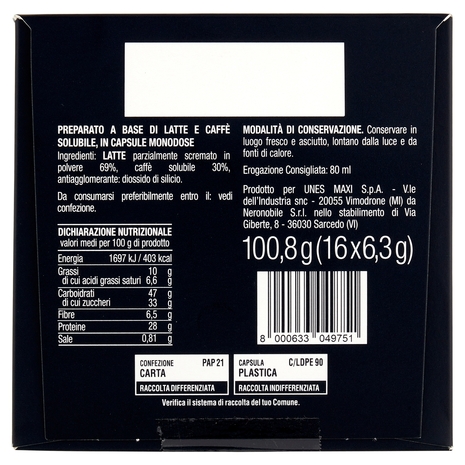 PREPARATO A BASE DI LATTE E CAFFÈ
SOLUBILE, IN CAPSULE MONODOSE
Ingredienti: LATTE parzialmente scremato in
polvere 69%, caffè solubile 30%,
antiagglomerante: diossido di silicio.
Da consumarsi preferibilmente entro il: vedi
confezione.
DICHIARAZIONE NUTRIZIONALE
valori medi per 100 g di prodotto
Energia 1697 kJ / 403 kcal
Grassi 10 g
di cui acidi grassi saturi 6,6 g
Carboidrati 47 g
di cui zuccheri 33 g
Fibre 6,5 g
Proteine 28 g
Sale 0,81 g
MODALITÀ DI CONSERVAZIONE. Conservare in
luogo fresco e asciutto, lontano dalla luce e da
fonti di calore.
Erogazione Consigliata: 80 ml
Prodotto per UNES MAXI S.p.A. - V.le
dell'Industria snc - 20055 Vimodrone (MI) da
Neronobile S.r.l. nello stabilimento di Via
Giberte, 8 - 36030 Sarcedo (VI)
100,8g (16x6,3g)
8 000633 049751
CONFEZIONE PAP 21
CARTA
RACCOLTA DIFFERENZIATA
CAPSULA C/LDPE 90
PLASTICA
RACCOLTA INDIFFERENZIATA
Verifica il sistema di raccolta del tuo Comune.